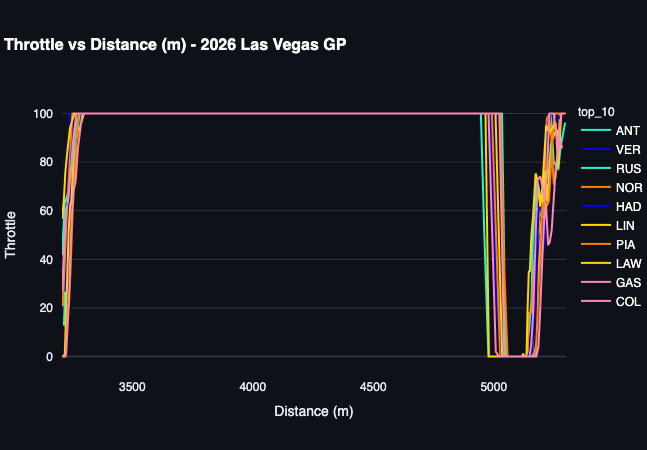 Throttle vs Distance (m) - 2026 Las Vegas GP
top_10
ANT
VER
RUS
NOR
HAD
LIN
PIA
LAW
GAS
COL
100
80
60
40
20
0
Throttle
3500
4000
4500
5000
Distance (m)